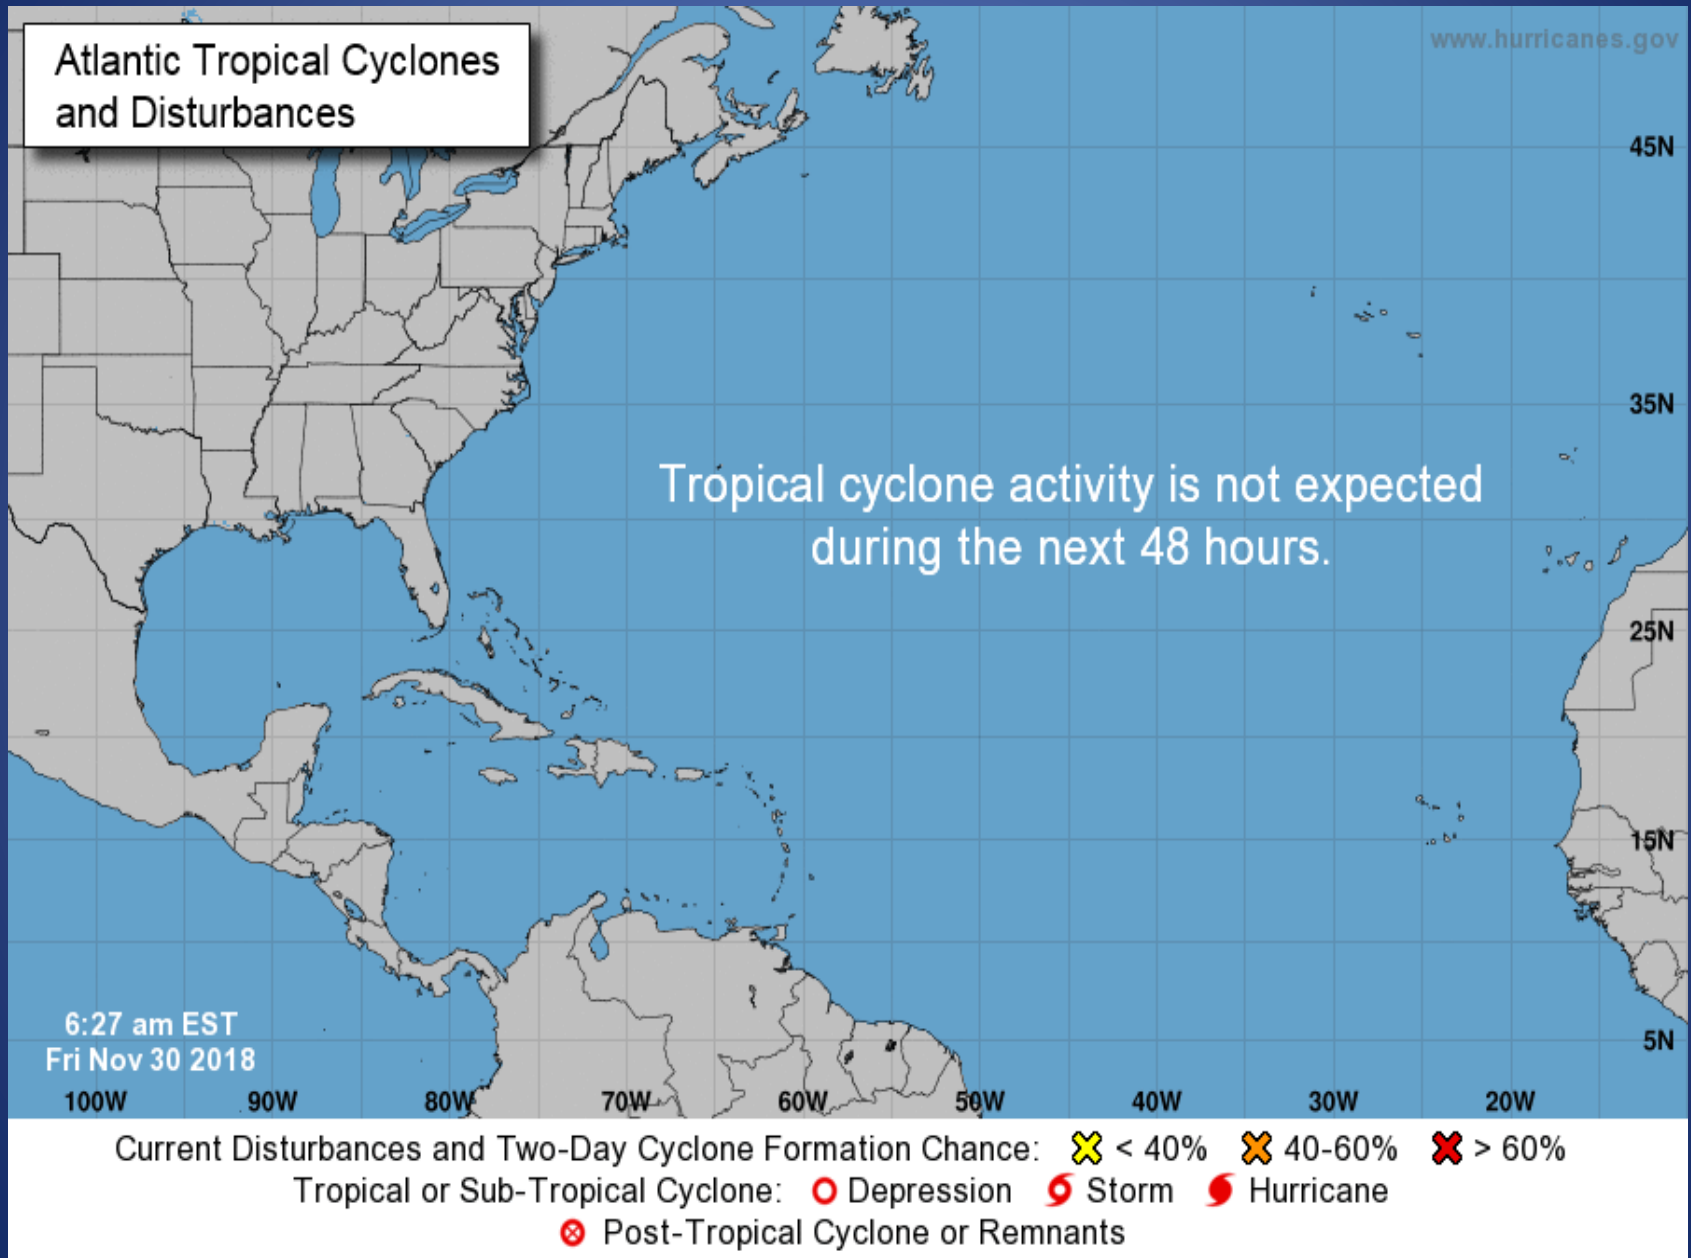 Atlantic Tropical Cyclones
and Disturbances
www.hurricanes.gov
45N
35N
Tropical cyclone activity is not expected
during the next 48 hours.
25N
15N
6:27 am EST
Fri Nov 30 2018
5N
100W 90W 80W 70W 60W 50W 40W 30W 20W
Current Disturbances and Two-Day Cyclone Formation Chance: < 40% 40-60% > 60%
Tropical or Sub-Tropical Cyclone: Depression Storm Hurricane
Post-Tropical Cyclone or Remnants